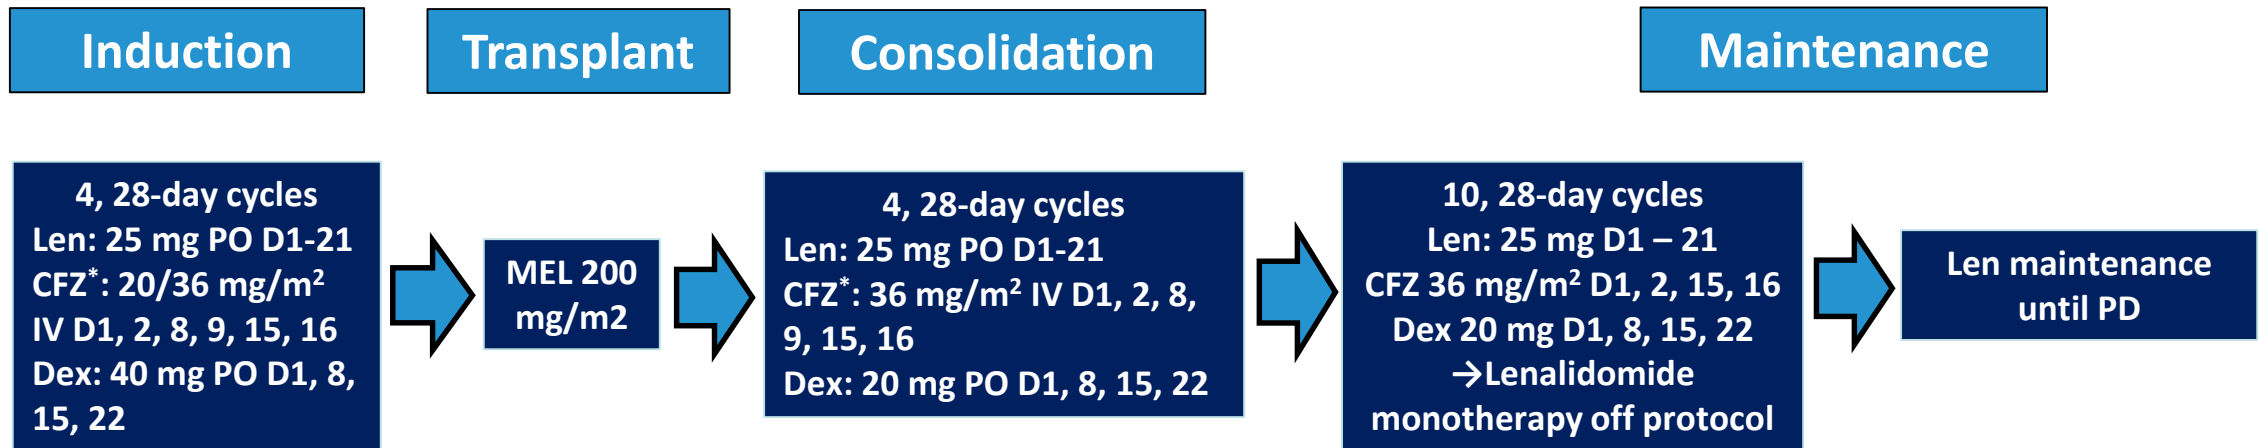 Induction
Transplant
Consolidation
Maintenance
4, 28-day cycles
Len: 25 mg PO D1-21
CFZ*: 20/36 mg/m²
IV D1, 2, 8, 9, 15, 16
Dex: 40 mg PO D1, 8,
15, 22
MEL 200
mg/m2
4, 28-day cycles
Len: 25 mg PO D1-21
CFZ*: 36 mg/m² IV D1, 2, 8,
9, 15, 16
Dex: 20 mg PO D1, 8, 15, 22
10, 28-day cycles
Len: 25 mg D1 – 21
CFZ 36 mg/m² D1, 2, 15, 16
Dex 20 mg D1, 8, 15, 22
→Lenalidomide
monotherapy off protocol
Len maintenance
until PD